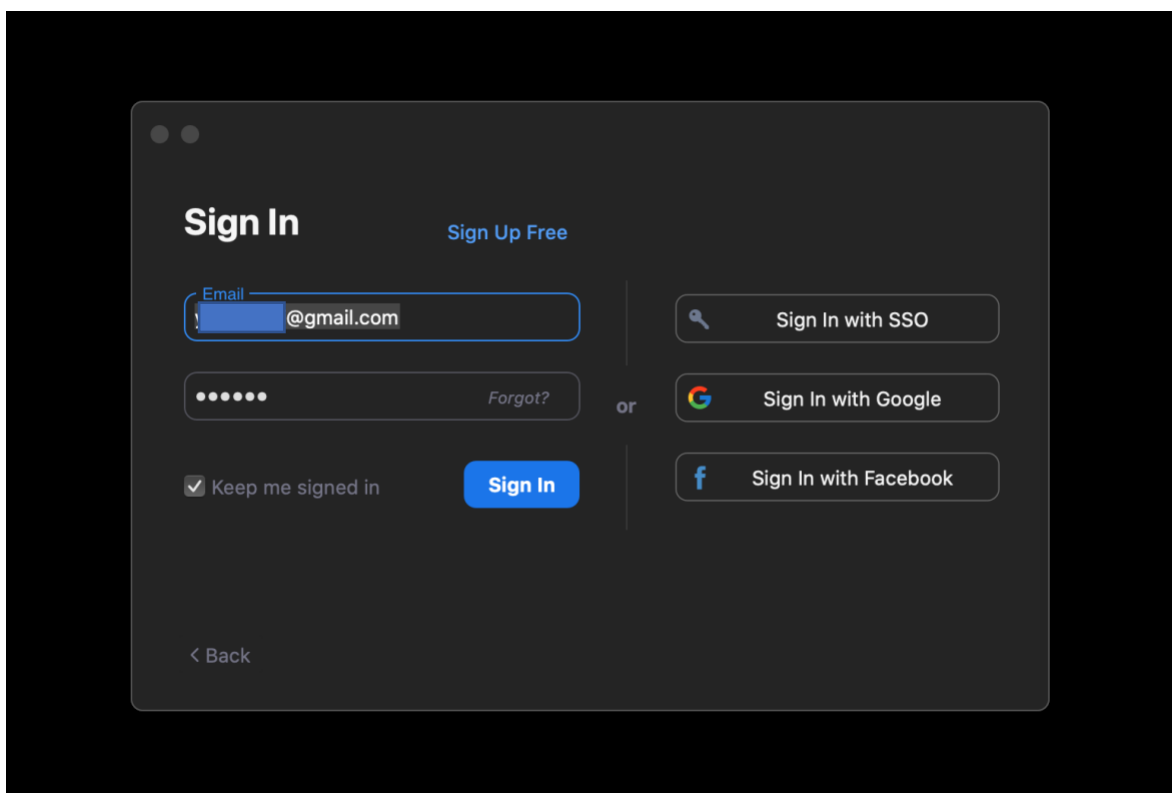 Sign In
Sign Up Free
Email
@gmail.com
●●●●●● Forgot?
Keep me signed in
Sign In
or
Sign In with SSO
Sign In with Google
Sign In with Facebook
< Back